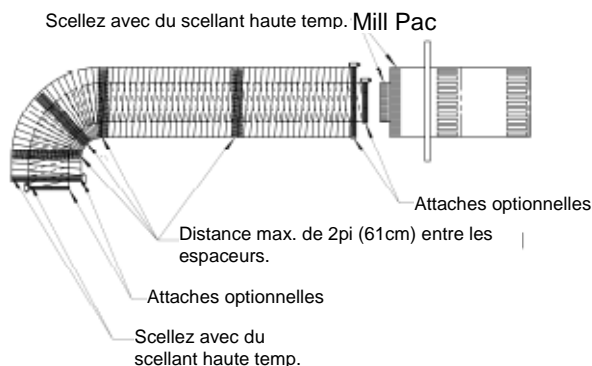 Scellez avec du scellant haute temp. Mill Pac
Attaches optionnelles
Distance max. de 2pi (61cm) entre les
espaceurs.
Attaches optionnelles
Scellez avec du
scellant haute temp.